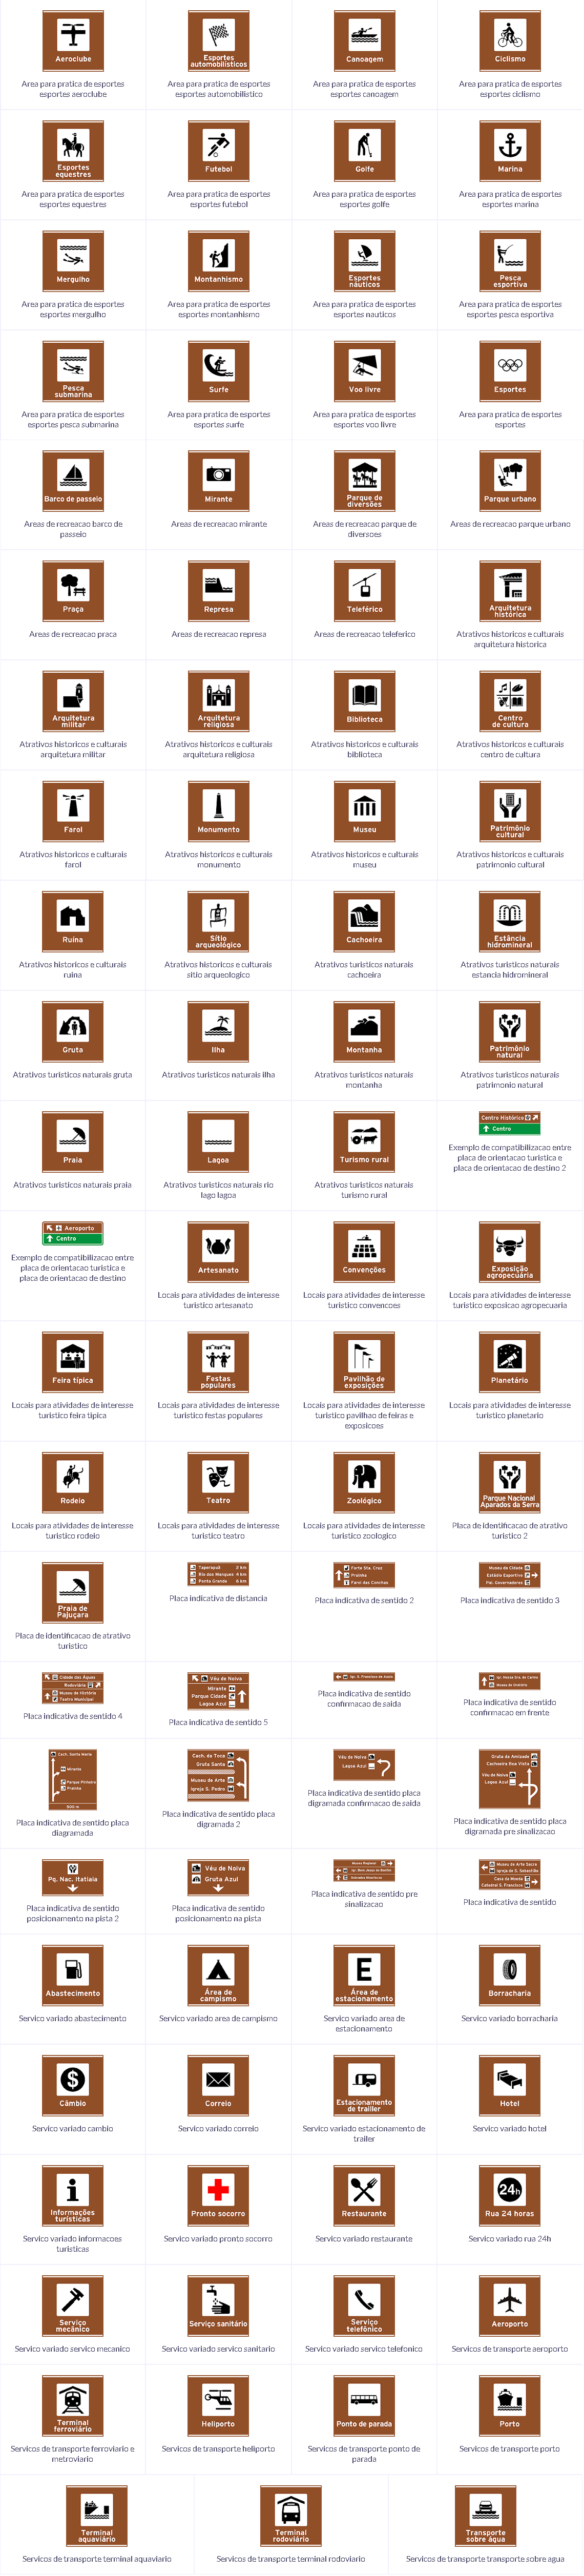 Aeroclube
Area para pratica de esportes
esportes aeroclube
Esportes
automobilísticos
Area para pratica de esportes
esportes automobilistico
Canoagem
Area para pratica de esportes
esportes canoagem
Ciclismo
Area para pratica de esportes
esportes ciclismo
Esportes
equestres
Area para pratica de esportes
esportes equestres
Futebol
Area para pratica de esportes
esportes futebol
Golfe
Area para pratica de esportes
esportes golfe
Marina
Area para pratica de esportes
esportes marina
Mergulho
Area para pratica de esportes
esportes mergulho
Montanhismo
Area para pratica de esportes
esportes montanhismo
Esportes
náuticos
Area para pratica de esportes
esportes nauticos
Pesca
esportiva
Area para pratica de esportes
esportes pesca esportiva
Pesca
submarina
Area para pratica de esportes
esportes pesca submarina
Surfe
Area para pratica de esportes
esportes surfe
Voo livre
Area para pratica de esportes
esportes voo livre
Esportes
Area para pratica de esportes
esportes
Barco de passeio
Areas de recreacao barco de
passeio
Mirante
Areas de recreacao mirante
Parque de
diversões
Areas de recreacao parque de
diversoes
Parque urbano
Areas de recreacao parque urbano
Praça
Areas de recreacao praca
Represa
Areas de recreacao represa
Teleférico
Areas de recreacao teleferico
Arquitetura
histórica
Atrativos historicos e culturais
arquitetura historica
Arquitetura
militar
Atrativos historicos e culturais
arquitetura militar
Arquitetura
religiosa
Atrativos historicos e culturais
arquitetura religiosa
Biblioteca
Atrativos historicos e culturais
biblioteca
Centro
de cultura
Atrativos historicos e culturais
centro de cultura
Farol
Atrativos historicos e culturais
farol
Monumento
Atrativos historicos e culturais
monumento
Museu
Atrativos historicos e culturais
museu
Patrimônio
cultural
Atrativos historicos e culturais
patrimonio cultural
Ruína
Atrativos historicos e culturais
ruina
Sítio
arqueológico
Atrativos historicos e culturais
sitio arqueologico
Cachoeira
Atrativos turisticos naturais
cachoeira
Estância
hidromineral
Atrativos turisticos naturais
estancia hidromineral
Gruta
Atrativos turisticos naturais gruta
Ilha
Atrativos turisticos naturais ilha
Montanha
Atrativos turisticos naturais
montanha
Patrimônio
natural
Atrativos turisticos naturais
patrimonio natural
Praia
Atrativos turisticos naturais praia
Lagoa
Atrativos turisticos naturais rio
lago lagoa
Turismo rural
Atrativos turisticos naturais
turismo rural
Centro Histórico
Centro
Exemplo de compatibilizacao entre
placa de orientacao turistica e
placa de orientacao de destino 2
Aeroporto
Centro
Exemplo de compatibilizacao entre
placa de orientacao turistica e
placa de orientacao de destino
Artesanato
Locais para atividades de interesse
turistico artesanato
Convenções
Locais para atividades de interesse
turistico convencoes
Exposição
agropecuária
Locais para atividades de interesse
turistico exposicao agropecuaria
Feira típica
Locais para atividades de interesse
turistico feira tipica
Festas
populares
Locais para atividades de interesse
turistico festas populares
Pavilhão de
exposições
Locais para atividades de interesse
turistico pavilhao de feiras e
exposicoes
Planetário
Locais para atividades de interesse
turistico planetario
Rodeio
Locais para atividades de interesse
turistico rodeio
Teatro
Locais para atividades de interesse
turistico teatro
Zoológico
Locais para atividades de interesse
turistico zoologico
Parque Nacional
Aparados da Serra
Placa de identificacao de atrativo
turistico 2
Praia de
Pajuçara
Placa de identificacao de atrativo
turistico
Taperapuã 2 km
Rio dos Mangues 4 km
Ponta Grande 6 km
Placa indicativa de distancia
Forte Sta. Cruz
Prainha
Farol das Conchas
Placa indicativa de sentido 2
Museu da Cidade
Estádio Esportivo
Pal. Governadores
Placa indicativa de sentido 3
Cidade das Águas
Rodoviária
Museu de História
Teatro Municipal
Placa indicativa de sentido 4
Véu de Noiva
Mirante
Parque Cidade
Lagoa Azul
Placa indicativa de sentido 5
Igr. S. Francisco de Assis
Placa indicativa de sentido
confirmacao de saida
Placa indicativa de sentido
confirmacao em frente
Cach. Santa Maria
Mirante
Parque Pinheiro
Prainha
500 m
Placa indicativa de sentido placa
diagramada
Cach. da Toca
Gruta Santa
Museu de Arte
Igreja S. Pedro
Placa indicativa de sentido placa
digramada 2
Véu de Noiva
Lagoa Azul
Placa indicativa de sentido placa
digramada confirmacao de saida
Gruta da Amizade
Cachoeira Boa Vista
Véu de Noiva
Lagoa Azul
Placa indicativa de sentido placa
digramada pre sinalizacao
Pq. Nac. Itatiaia
Placa indicativa de sentido
posicionamento na pista 2
Véu de Noiva
Gruta Azul
Placa indicativa de sentido
posicionamento na pista
Museu Regional
Placa indicativa de sentido pre
sinalizacao
Museu de Arte Sacra
Igreja de S. Sebastião
Casa da Moeda
Catedral S. Francisco
Placa indicativa de sentido
Abastecimento
Servico variado abastecimento
Área de
campismo
Servico variado area de campismo
E
Área de
estacionamento
Servico variado area de
estacionamento
Borracharia
Servico variado borracharia
$
Câmbio
Servico variado cambio
Correio
Servico variado correio
Estacionamento
de trailler
Servico variado estacionamento de
trailler
Hotel
Servico variado hotel
i
Informações
turísticas
Servico variado informacoes
turisticas
Pronto socorro
Servico variado pronto socorro
Restaurante
Servico variado restaurante
24h
Rua 24 horas
Servico variado rua 24h
Serviço
mecânico
Servico variado servico mecanico
Serviço sanitário
Servico variado servico sanitario
Serviço
telefônico
Servico variado servico telefonico
Aeroporto
Servicos de transporte aeroporto
Terminal
ferroviário
Servicos de transporte ferroviario e
metroviario
Heliporto
Servicos de transporte heliporto
Ponto de parada
Servicos de transporte ponto de
parada
Porto
Servicos de transporte porto
Terminal
aquaviário
Servicos de transporte terminal aquaviario
Terminal
rodoviário
Servicos de transporte terminal rodoviario
Transporte
sobre água
Servicos de transporte transporte sobre agua